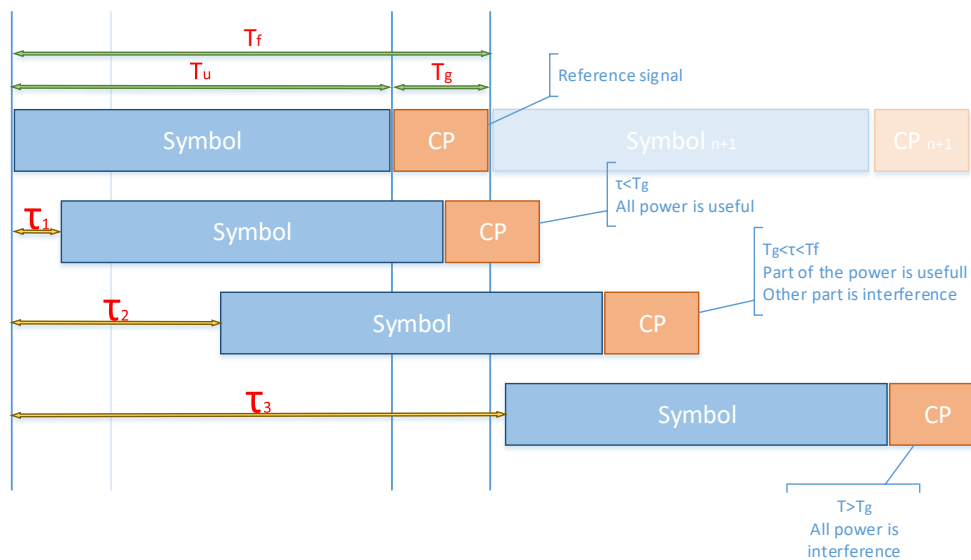 Tf
Tu
Tg
Reference signal
Symbol
CP
Symbol n+1
CP n+1
τ<Tg
All power is useful
τ1
Symbol
CP
Tg<τ<Tf
Part of the power is usefull
Other part is interference
τ2
Symbol
CP
τ3
Symbol
CP
T>Tg
All power is
interference